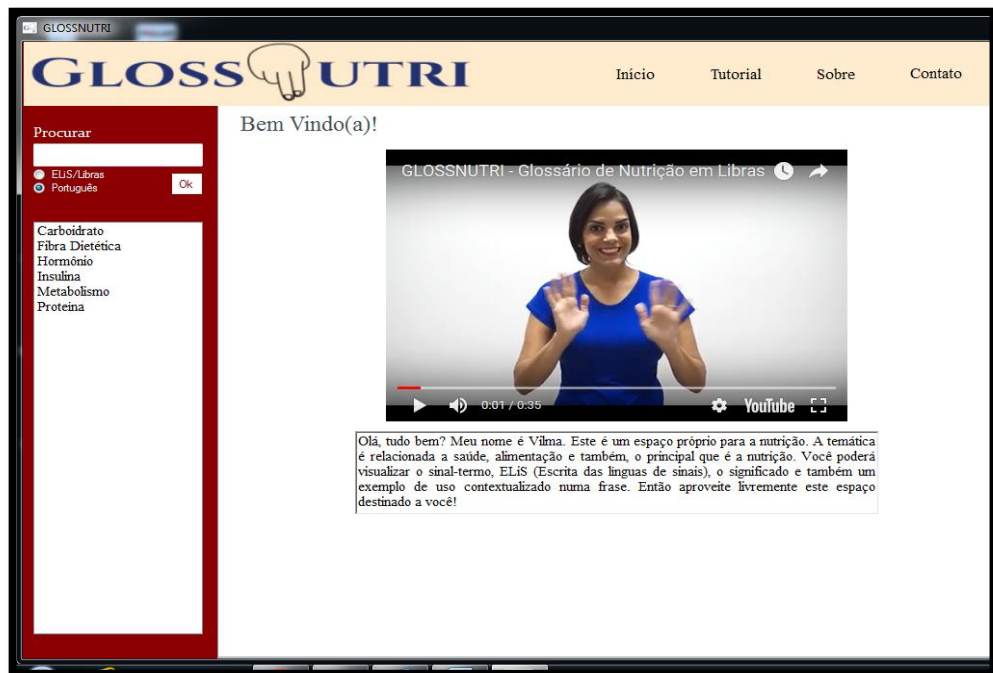 GLOSSNUTRI
GLOSS UTRI
Início
Tutorial
Sobre
Contato
Procurar
ELiS/Libras
Português
Ok
Carboidrato
Fibra Dietética
Hormônio
Insulina
Metabolismo
Proteina
Bem Vindo(a)!
GLOSSNUTRI - Glossário de Nutrição em Libras
0:01 / 0:35
YouTube
Olá, tudo bem? Meu nome é Vilma. Este é um espaço próprio para a nutrição. A temática
é relacionada a saúde, alimentação e também, o principal que é a nutrição. Você poderá
visualizar o sinal-termo, ELiS (Escrita das linguas de sinais), o significado e também um
exemplo de uso contextualizado numa frase. Então aproveite livremente este espaço
destinado a você!